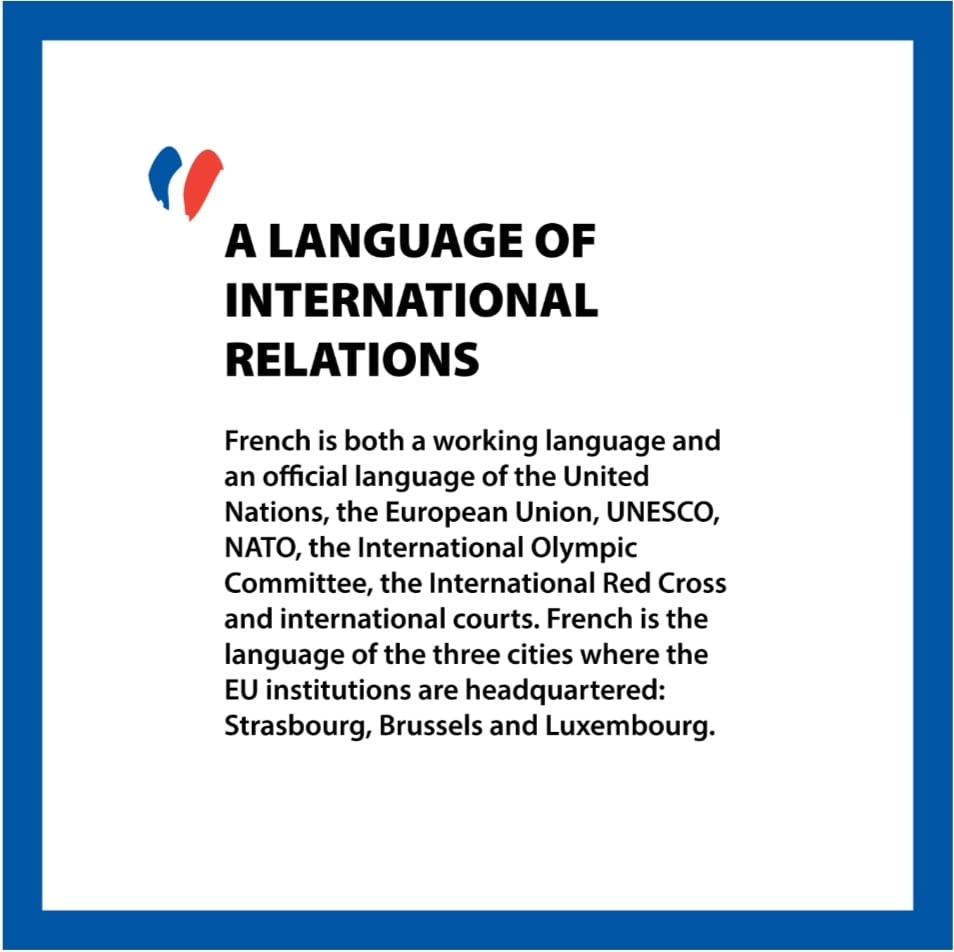 A LANGUAGE OF
INTERNATIONAL
RELATIONS
French is both a working language and
an official language of the United
Nations, the European Union, UNESCO,
NATO, the International Olympic
Committee, the International Red Cross
and international courts. French is the
language of the three cities where the
EU institutions are headquartered:
Strasbourg, Brussels and Luxembourg.